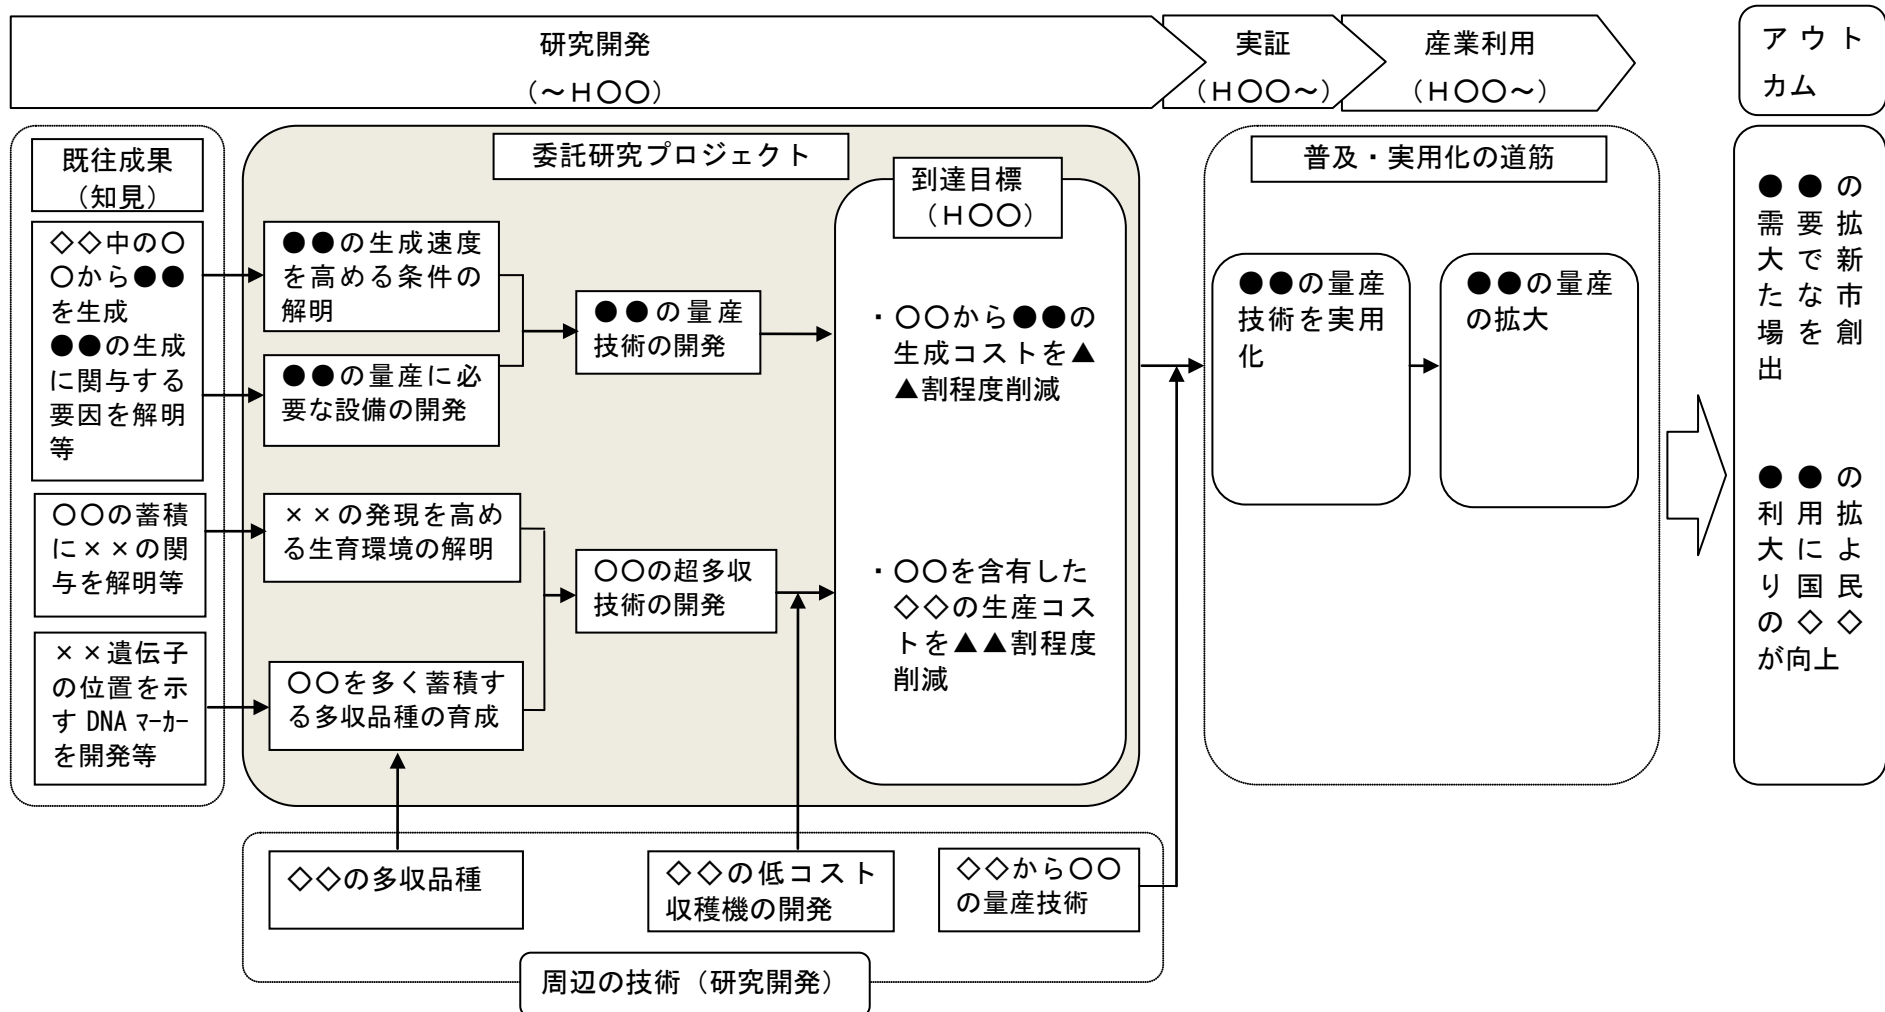 研究開発
（～Ｈ〇〇）
実証
（Ｈ〇〇～）
産業利用
（Ｈ〇〇～）
アウト
カム
既往成果
（知見）
◇◇中の〇
〇から●●
を生成
●●の生成
に関与する
要因を解明
等
〇〇の蓄積
に××の関
与を解明等
××遺伝子
の位置を示
す DNA ﾏｰｶｰ
を開発等
委託研究プロジェクト
●●の生成速度
を高める条件の
解明
●●の量産に必
要な設備の開発
●●の量産
技術の開発
××の発現を高め
る生育環境の解明
〇〇を多く蓄積す
る多収品種の育成
〇〇の超多収
技術の開発
到達目標
（Ｈ〇〇）
・〇〇から●●の
生成コストを▲
▲割程度削減
・〇〇を含有した
◇◇の生産コス
トを▲▲割程度
削減
普及・実用化の道筋
●●の量産
技術を実用
化
●●の量産
の拡大
●●の
需要拡
大で新
たな市
場を創
出
●●の
利用拡
大によ
り国民
の◇◇
が向上
◇◇の多収品種
◇◇の低コスト
収穫機の開発
◇◇から〇〇
の量産技術
周辺の技術（研究開発）